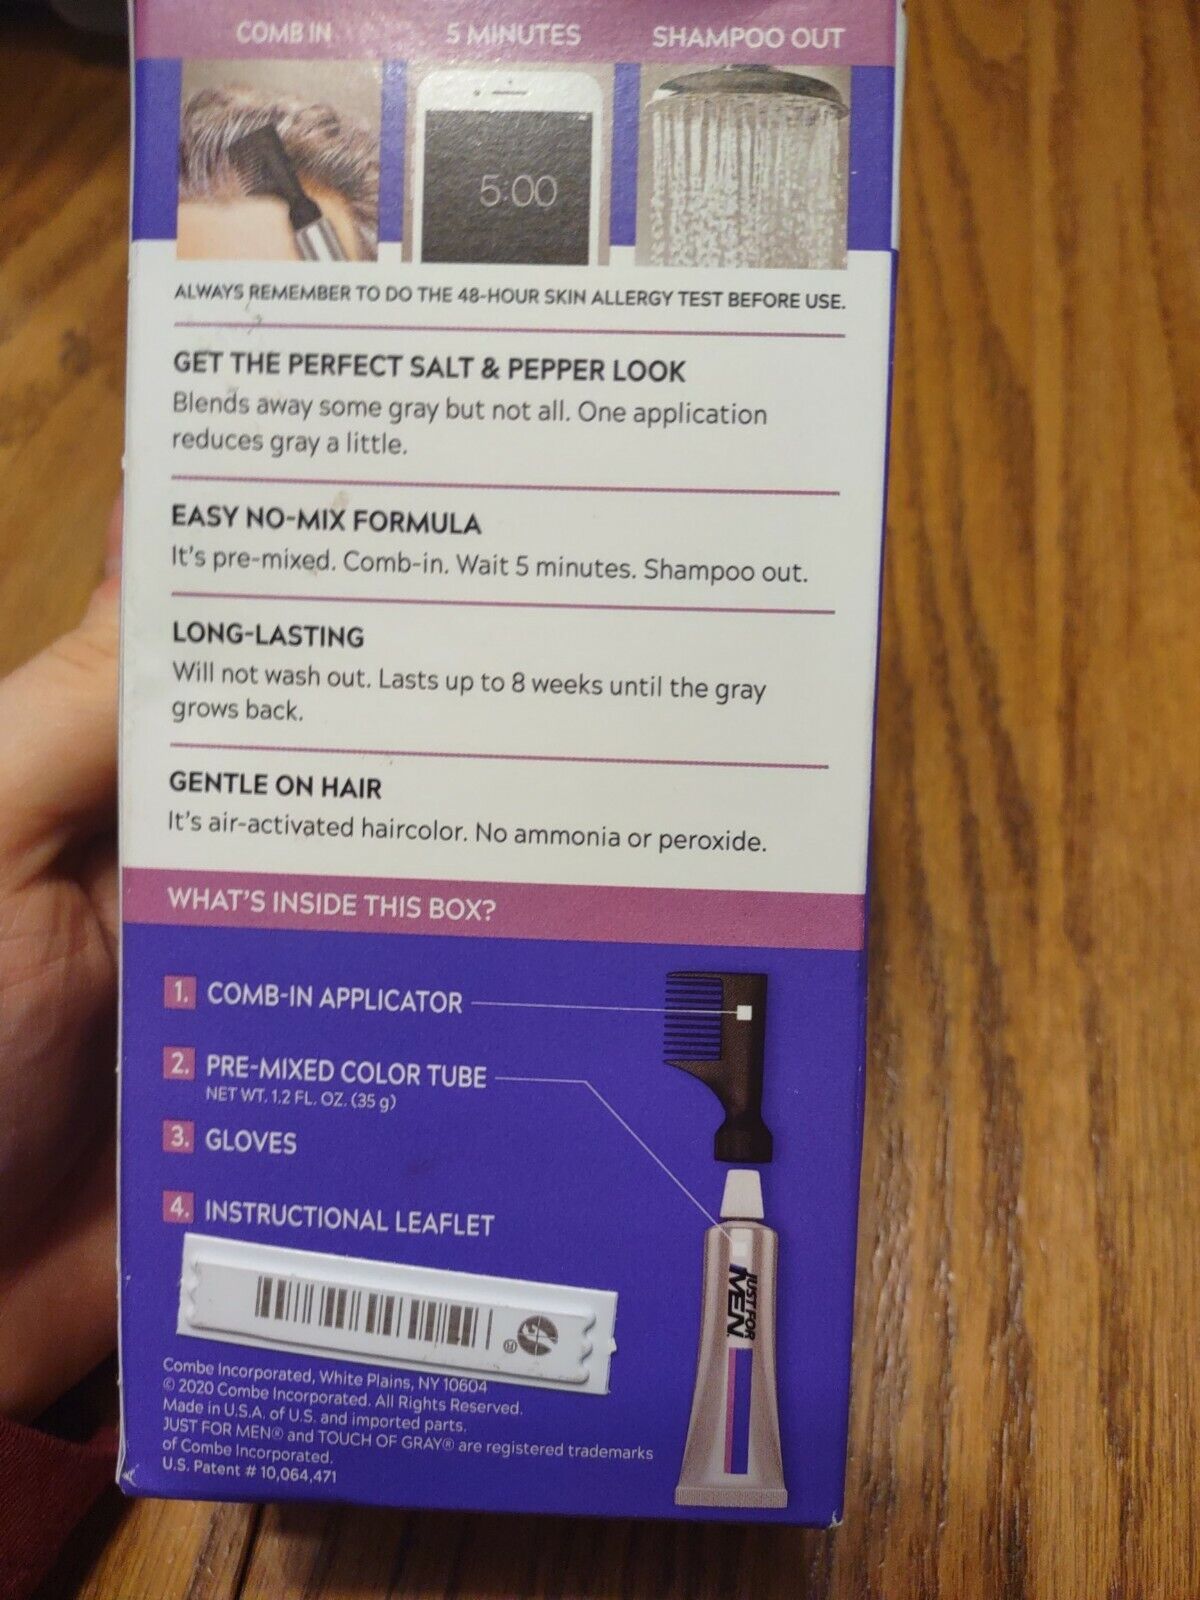 COMB IN
5 MINUTES
SHAMPOO OUT
5:00
ALWAYS REMEMBER TO DO THE 48-HOUR SKIN ALLERGY TEST BEFORE USE.
GET THE PERFECT SALT & PEPPER LOOK
Blends away some gray but not all. One application
reduces gray a little.
EASY NO-MIX FORMULA
It's pre-mixed. Comb-in. Wait 5 minutes. Shampoo out.
LONG-LASTING
Will not wash out. Lasts up to 8 weeks until the gray
grows back.
GENTLE ON HAIR
It's air-activated haircolor. No ammonia or peroxide.
WHAT'S INSIDE THIS BOX?
1. COMB-IN APPLICATOR
2. PRE-MIXED COLOR TUBE
NET WT. 1.2 FL. OZ. (35 g)
3. GLOVES
4. INSTRUCTIONAL LEAFLET
JUST FOR
MEN
®
Combe Incorporated, White Plains, NY 10604
© 2020 Combe Incorporated. All Rights Reserved.
Made in U.S.A. of U.S. and imported parts.
JUST FOR MEN® and TOUCH OF GRAY® are registered trademarks
of Combe Incorporated.
U.S. Patent # 10,064,471